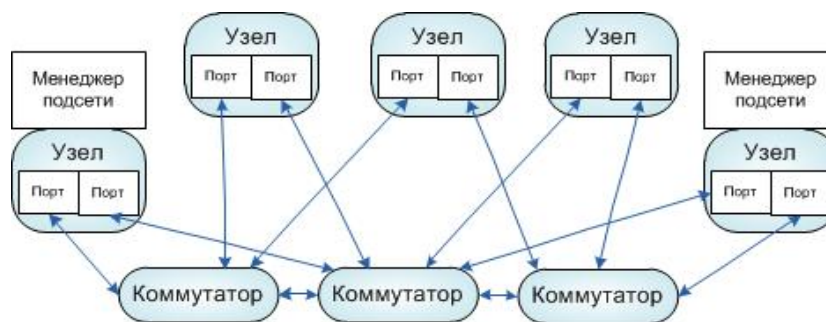 Узел
Порт Порт
Узел
Порт Порт
Узел
Порт Порт
Менеджер
подсети
Узел
Порт Порт
Менеджер
подсети
Узел
Порт Порт
Коммутатор
Коммутатор
Коммутатор